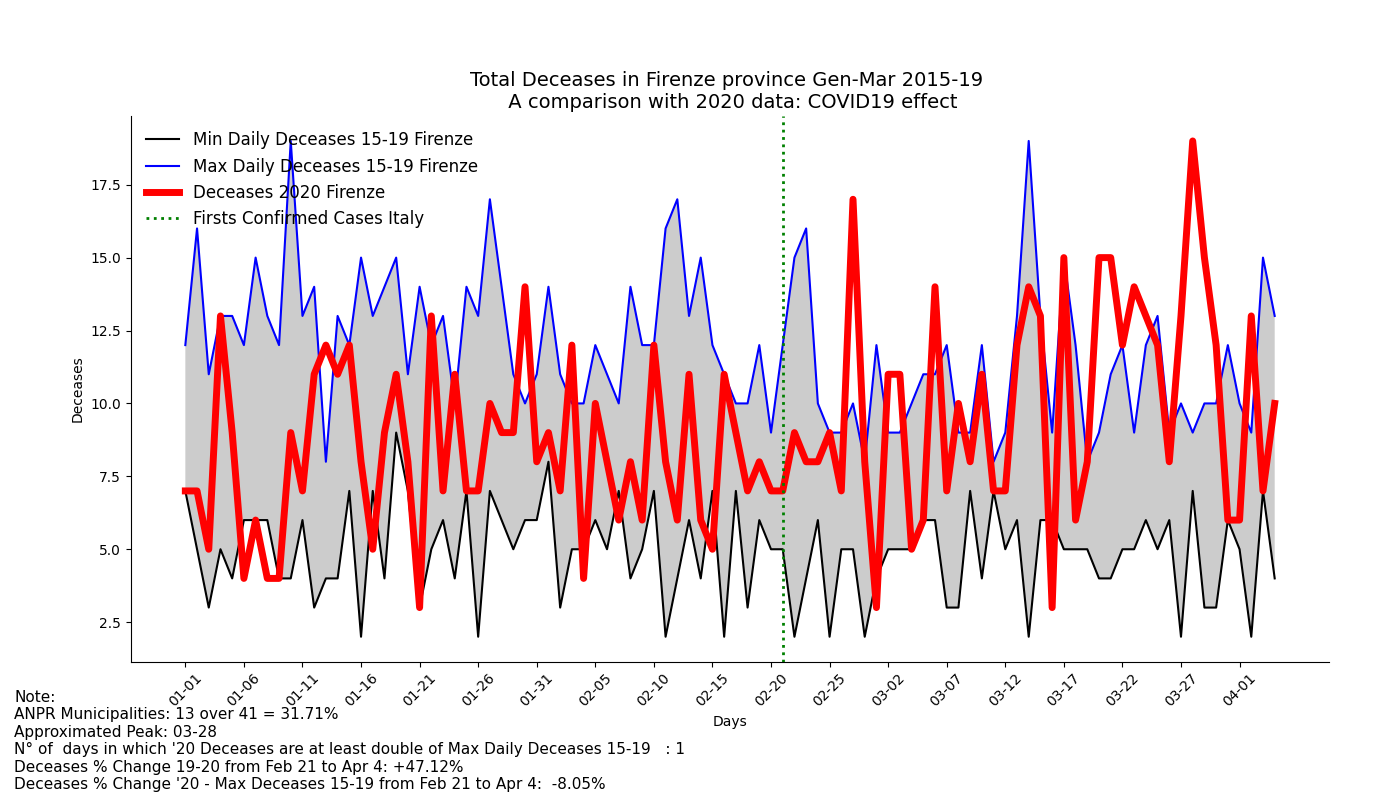 Total Deceases in Firenze province Gen-Mar 2015-19
A comparison with 2020 data: COVID19 effect
Min Daily Deceases 15-19 Firenze
Max Daily Deceases 15-19 Firenze
Deceases 2020 Firenze
Firsts Confirmed Cases Italy
Deceases
17.5
15.0
12.5
10.0
7.5
5.0
2.5
01-01 01-06 01-11 01-16 01-21 01-26 01-31 02-05 02-10 02-15 02-20 02-25 03-02 03-07 03-12 03-17 03-22 03-27 04-01
Days
Note:
ANPR Municipalities: 13 over 41 = 31.71%
Approximated Peak: 03-28
N° of  days in which '20 Deceases are at least double of Max Daily Deceases 15-19   : 1
Deceases % Change 19-20 from Feb 21 to Apr 4: +47.12%
Deceases % Change '20 - Max Deceases 15-19 from Feb 21 to Apr 4:  -8.05%